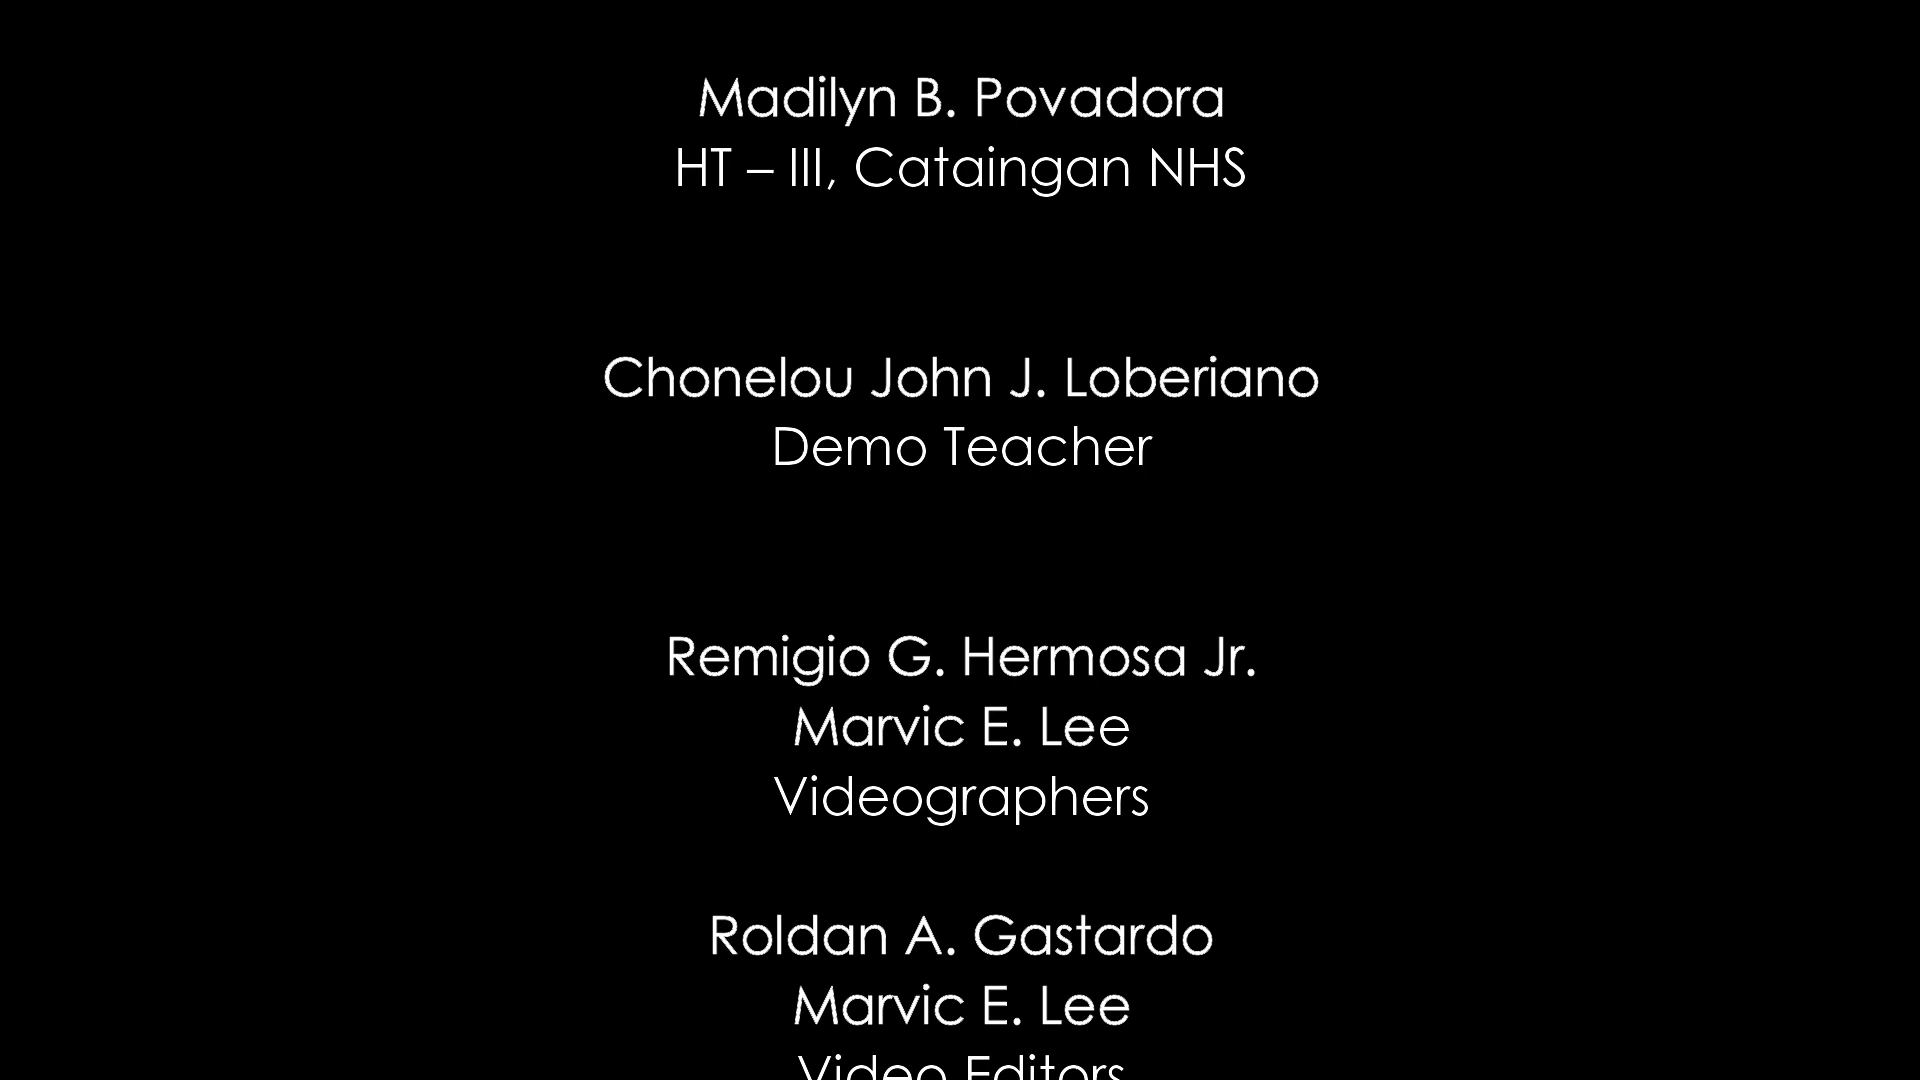 Madilyn B. Povadora
HT – III, Cataingan NHS
Chonelou John J. Loberiano
Demo Teacher
Remigio G. Hermosa Jr.
Marvic E. Lee
Videographers
Roldan A. Gastardo
Marvic E. Lee
Video Editors